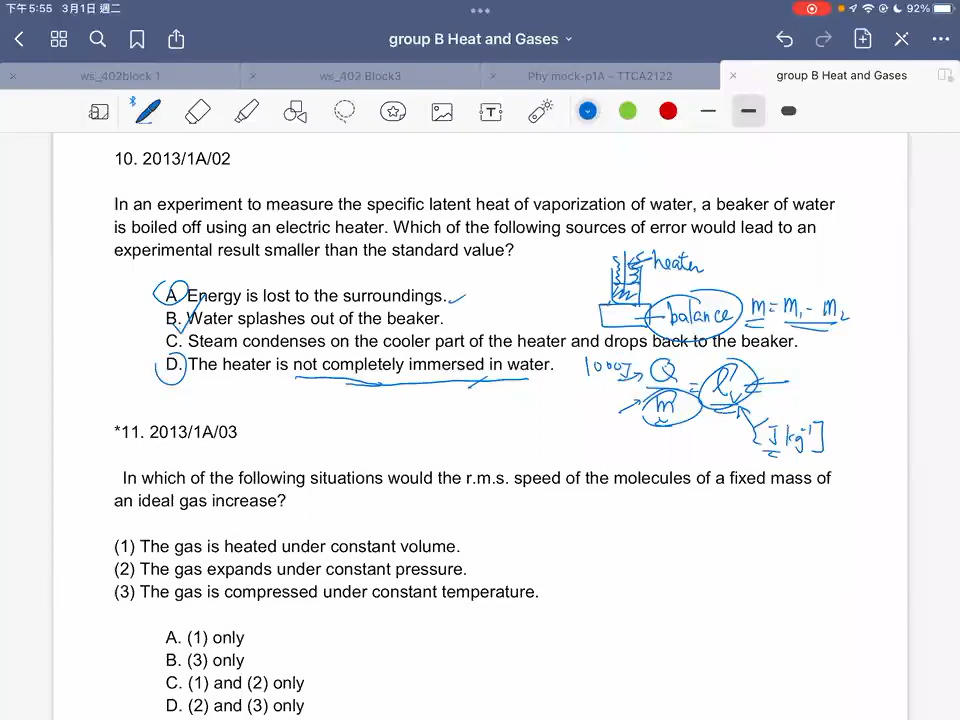 下午5:55 3月1日 週二
92%
group B Heat and Gases
ws_402block 1
ws_402 Block3
Phy mock-p1A – TTCA2122
group B Heat and Gases
10. 2013/1A/02
In an experiment to measure the specific latent heat of vaporization of water, a beaker of water
is boiled off using an electric heater. Which of the following sources of error would lead to an
experimental result smaller than the standard value?
heater
A. Energy is lost to the surroundings.
B. Water splashes out of the beaker.
balance m = m₁ - m₂
C. Steam condenses on the cooler part of the heater and drops back to the beaker.
D. The heater is not completely immersed in water.
1000J Q/m = ℓv
[J kg⁻¹]
*11. 2013/1A/03
In which of the following situations would the r.m.s. speed of the molecules of a fixed mass of
an ideal gas increase?
(1) The gas is heated under constant volume.
(2) The gas expands under constant pressure.
(3) The gas is compressed under constant temperature.
A. (1) only
B. (3) only
C. (1) and (2) only
D. (2) and (3) only